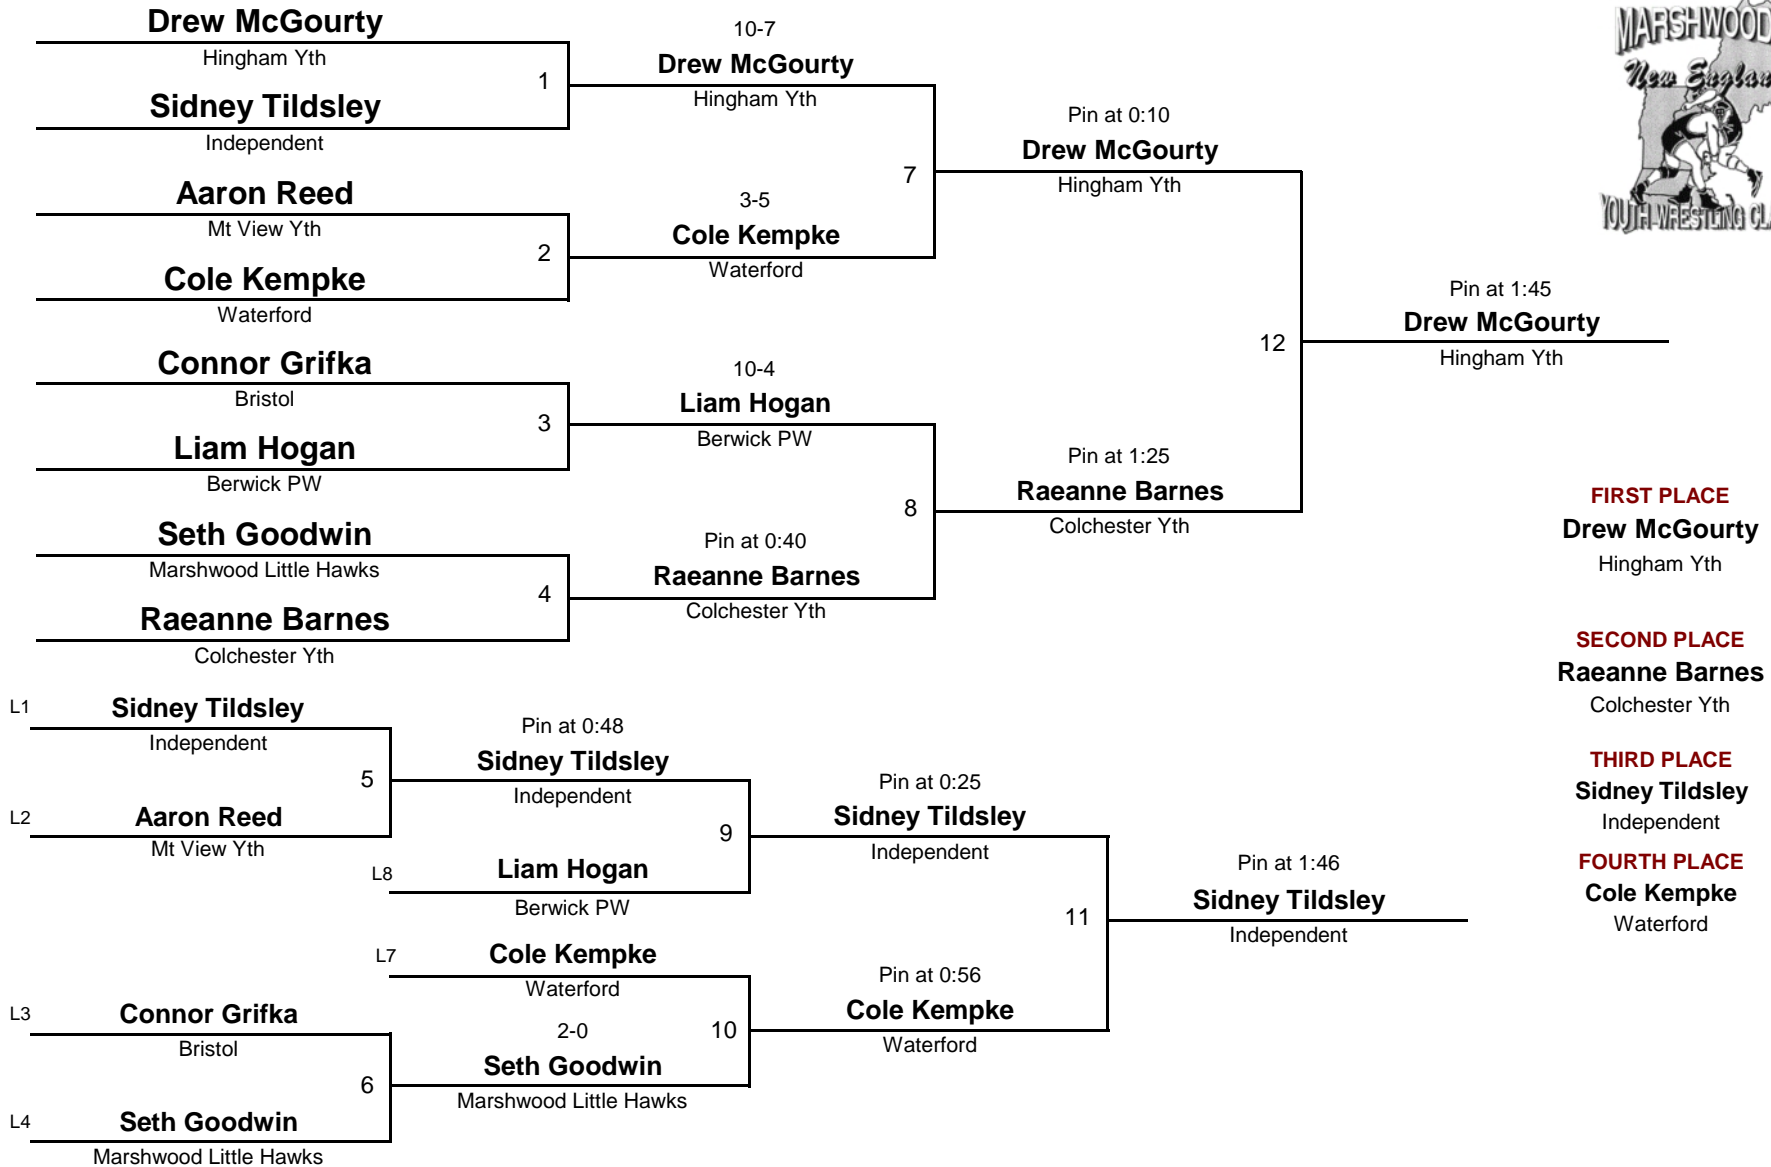 Drew McGourty
Hingham Yth
1
Sidney Tildsley
Independent
Aaron Reed
Mt View Yth
2
Cole Kempke
Waterford
Connor Grifka
Bristol
3
Liam Hogan
Berwick PW
Seth Goodwin
Marshwood Little Hawks
4
Raeanne Barnes
Colchester Yth
10-7
Drew McGourty
Hingham Yth
7
3-5
Cole Kempke
Waterford
10-4
Liam Hogan
Berwick PW
8
Pin at 0:40
Raeanne Barnes
Colchester Yth
Pin at 0:10
Drew McGourty
Hingham Yth
12
Pin at 1:25
Raeanne Barnes
Colchester Yth
Pin at 1:45
Drew McGourty
Hingham Yth
MARSHWOOD
New Englan
YOUTH WRESTLING CL
FIRST PLACE
Drew McGourty
Hingham Yth
SECOND PLACE
Raeanne Barnes
Colchester Yth
THIRD PLACE
Sidney Tildsley
Independent
FOURTH PLACE
Cole Kempke
Waterford
L1
Sidney Tildsley
Independent
5
L2
Aaron Reed
Mt View Yth
L3
Connor Grifka
Bristol
6
L4
Seth Goodwin
Marshwood Little Hawks
Pin at 0:48
Sidney Tildsley
Independent
9
L8
Liam Hogan
Berwick PW
L7
Cole Kempke
Waterford
10
2-0
Seth Goodwin
Marshwood Little Hawks
Pin at 0:25
Sidney Tildsley
Independent
11
Pin at 0:56
Cole Kempke
Waterford
Pin at 1:46
Sidney Tildsley
Independent